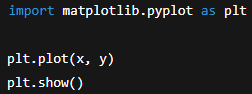 import matplotlib.pyplot as plt
plt.plot(x, y)
plt.show()